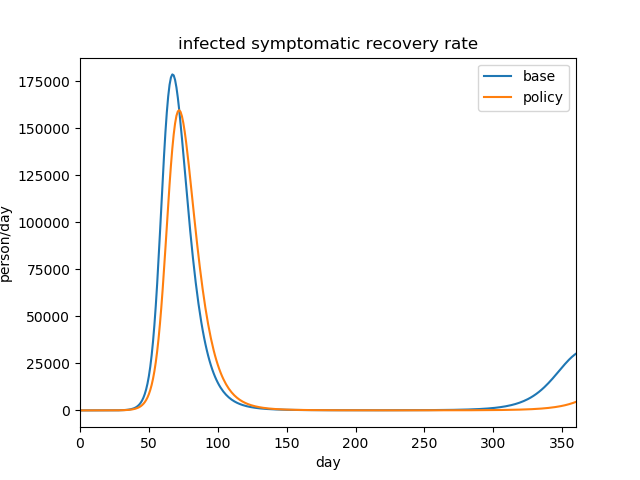 infected symptomatic recovery rate
base
policy
person/day
175000
150000
125000
100000
75000
50000
25000
0
0 50 100 150 200 250 300 350
day